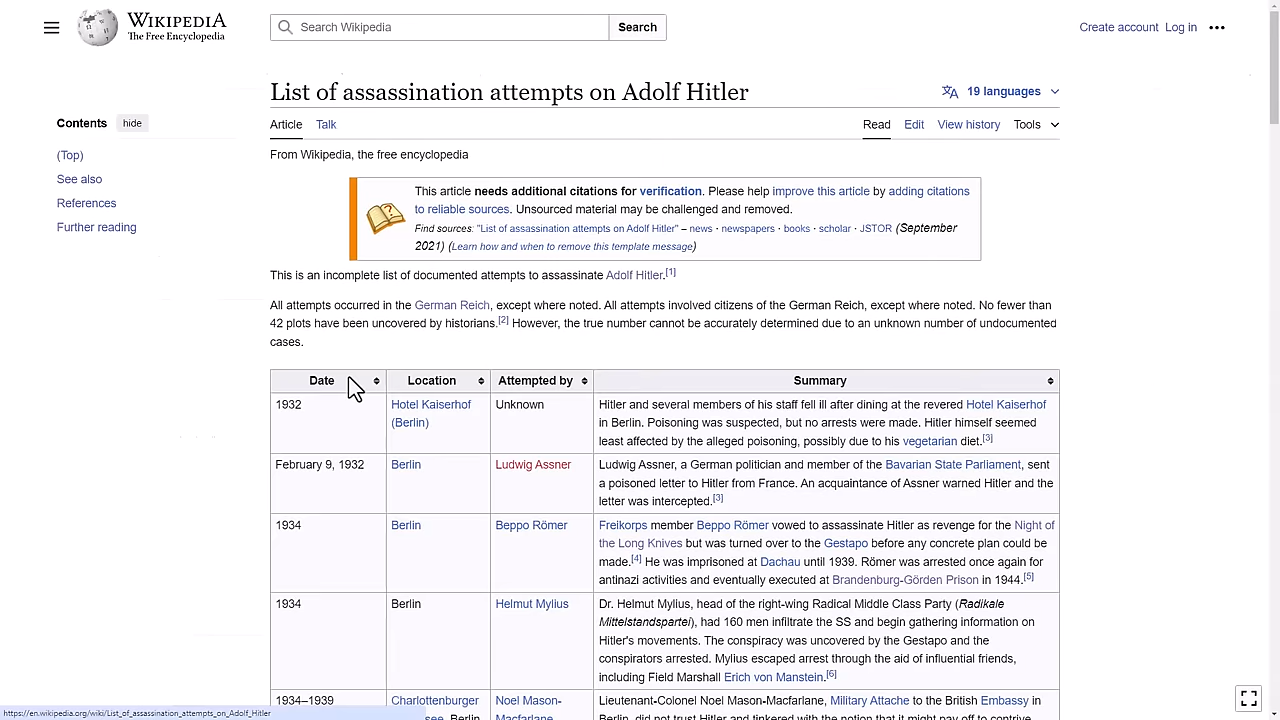 WIKIPEDIA
The Free Encyclopedia
Search Wikipedia
Search
Create account Log in
List of assassination attempts on Adolf Hitler
19 languages
Contents hide
(Top)
See also
References
Further reading
Article Talk
Read Edit View history Tools
From Wikipedia, the free encyclopedia
This article needs additional citations for verification. Please help improve this article by adding citations
to reliable sources. Unsourced material may be challenged and removed.
Find sources: "List of assassination attempts on Adolf Hitler" – news · newspapers · books · scholar · JSTOR (September
2021) (Learn how and when to remove this template message)
This is an incomplete list of documented attempts to assassinate Adolf Hitler.[1]
All attempts occurred in the German Reich, except where noted. All attempts involved citizens of the German Reich, except where noted. No fewer than
42 plots have been uncovered by historians.[2] However, the true number cannot be accurately determined due to an unknown number of undocumented
cases.
Date Location Attempted by Summary
1932
Hotel Kaiserhof
(Berlin)
Unknown
Hitler and several members of his staff fell ill after dining at the revered Hotel Kaiserhof
in Berlin. Poisoning was suspected, but no arrests were made. Hitler himself seemed
least affected by the alleged poisoning, possibly due to his vegetarian diet.[3]
February 9, 1932
Berlin
Ludwig Assner
Ludwig Assner, a German politician and member of the Bavarian State Parliament, sent
a poisoned letter to Hitler from France. An acquaintance of Assner warned Hitler and the
letter was intercepted.[3]
1934
Berlin
Beppo Römer
Freikorps member Beppo Römer vowed to assassinate Hitler as revenge for the Night of
the Long Knives but was turned over to the Gestapo before any concrete plan could be
made.[4] He was imprisoned at Dachau until 1939. Römer was arrested once again for
antinazi activities and eventually executed at Brandenburg-Görden Prison in 1944.[5]
1934
Berlin
Helmut Mylius
Dr. Helmut Mylius, head of the right-wing Radical Middle Class Party (Radikale
Mittelstandspartei), had 160 men infiltrate the SS and begin gathering information on
Hitler's movements. The conspiracy was uncovered by the Gestapo and the
conspirators arrested. Mylius escaped arrest through the aid of influential friends,
including Field Marshall Erich von Manstein.[6]
1934–1939
Charlottenburger
see, Berlin
Noel Mason-
Macfarlane
Lieutenant-Colonel Noel Mason-Macfarlane, Military Attache to the British Embassy in
Berlin, did not trust Hitler and tinkered with the notion that it might pay off to contrive
https://en.wikipedia.org/wiki/List_of_assassination_attempts_on_Adolf_Hitler